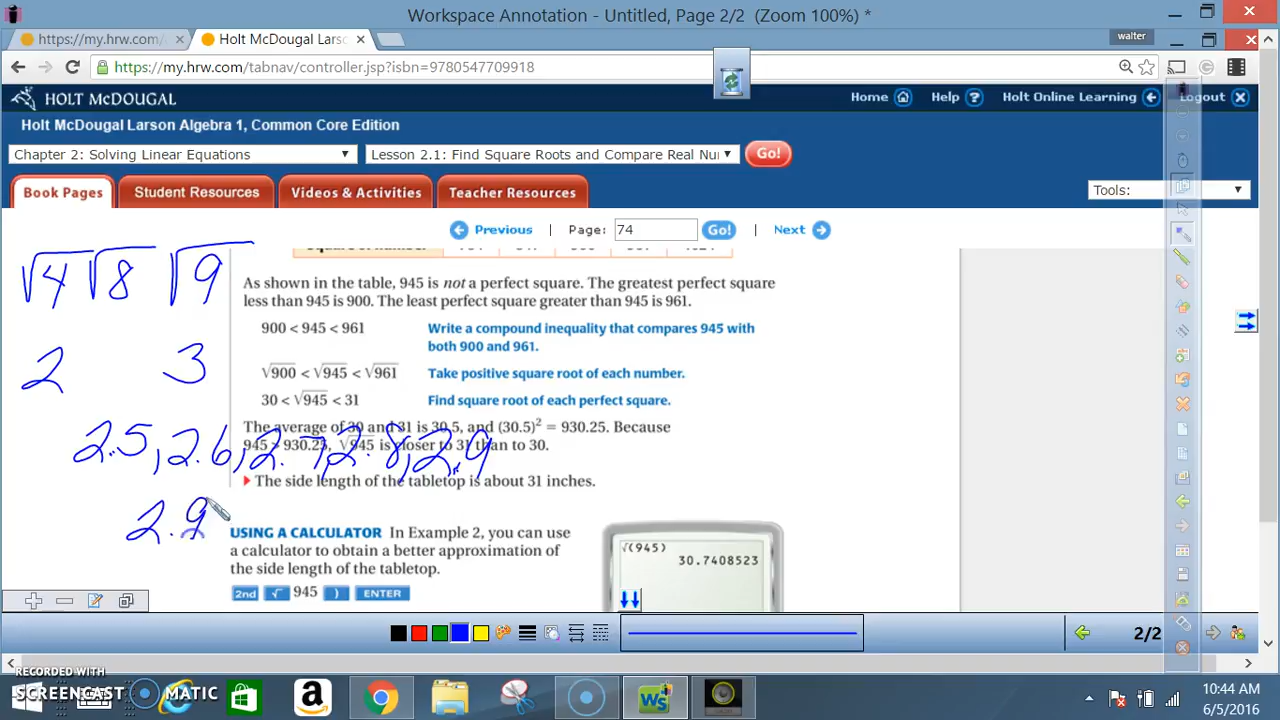 Workspace Annotation - Untitled, Page 2/2 (Zoom 100%) *
https://my.hrw.com/
Holt McDougal Lars
walter
https://my.hrw.com/tabnav/controller.jsp?isbn=9780547709918
HOLT MCDOUGAL
Home
Help ?
Holt Online Learning
Logout
Holt McDougal Larson Algebra 1, Common Core Edition
Chapter 2: Solving Linear Equations
Lesson 2.1: Find Square Roots and Compare Real Nu
Go!
Book Pages
Student Resources
Videos & Activities
Teacher Resources
Tools:
Previous | Page: 74 Go! | Next
√4 √8 √9
As shown in the table, 945 is not a perfect square. The greatest perfect square
less than 945 is 900. The least perfect square greater than 945 is 961.
900 < 945 < 961 Write a compound inequality that compares 945 with
both 900 and 961.
2 3
√900 < √945 < √961 Take positive square root of each number.
30 < √945 < 31 Find square root of each perfect square.
The average of 30 and 31 is 30.5, and (30.5)² = 930.25. Because
945 > 930.25, √945 is closer to 31 than to 30.
2.5, 2.6, 2.7, 2.8, 2.9
The side length of the tabletop is about 31 inches.
2.9
USING A CALCULATOR In Example 2, you can use
a calculator to obtain a better approximation of
the side length of the tabletop.
2nd √ 945 ) ENTER
√(945)
30.7408523
2/2
RECORDED WITH
SCREENCAST MATIC
10:44 AM
6/5/2016